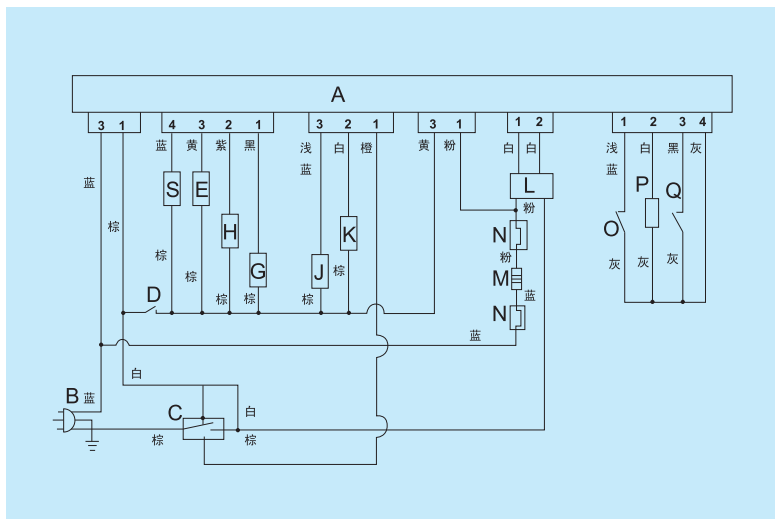 A
3 1 4 3 2 1 3 2 1 3 1 1 2 1 2 3 4
蓝 黄 紫 黑 浅 蓝 白 橙 黄 粉 白 白 浅 蓝 白 黑 灰
蓝
棕
S
E
H
G
J
K
L
粉
N
粉
M
蓝
N
P
Q
O
棕 棕 棕 棕 棕 棕
灰 灰 灰
D
蓝
白
B
蓝
C
白
棕 棕